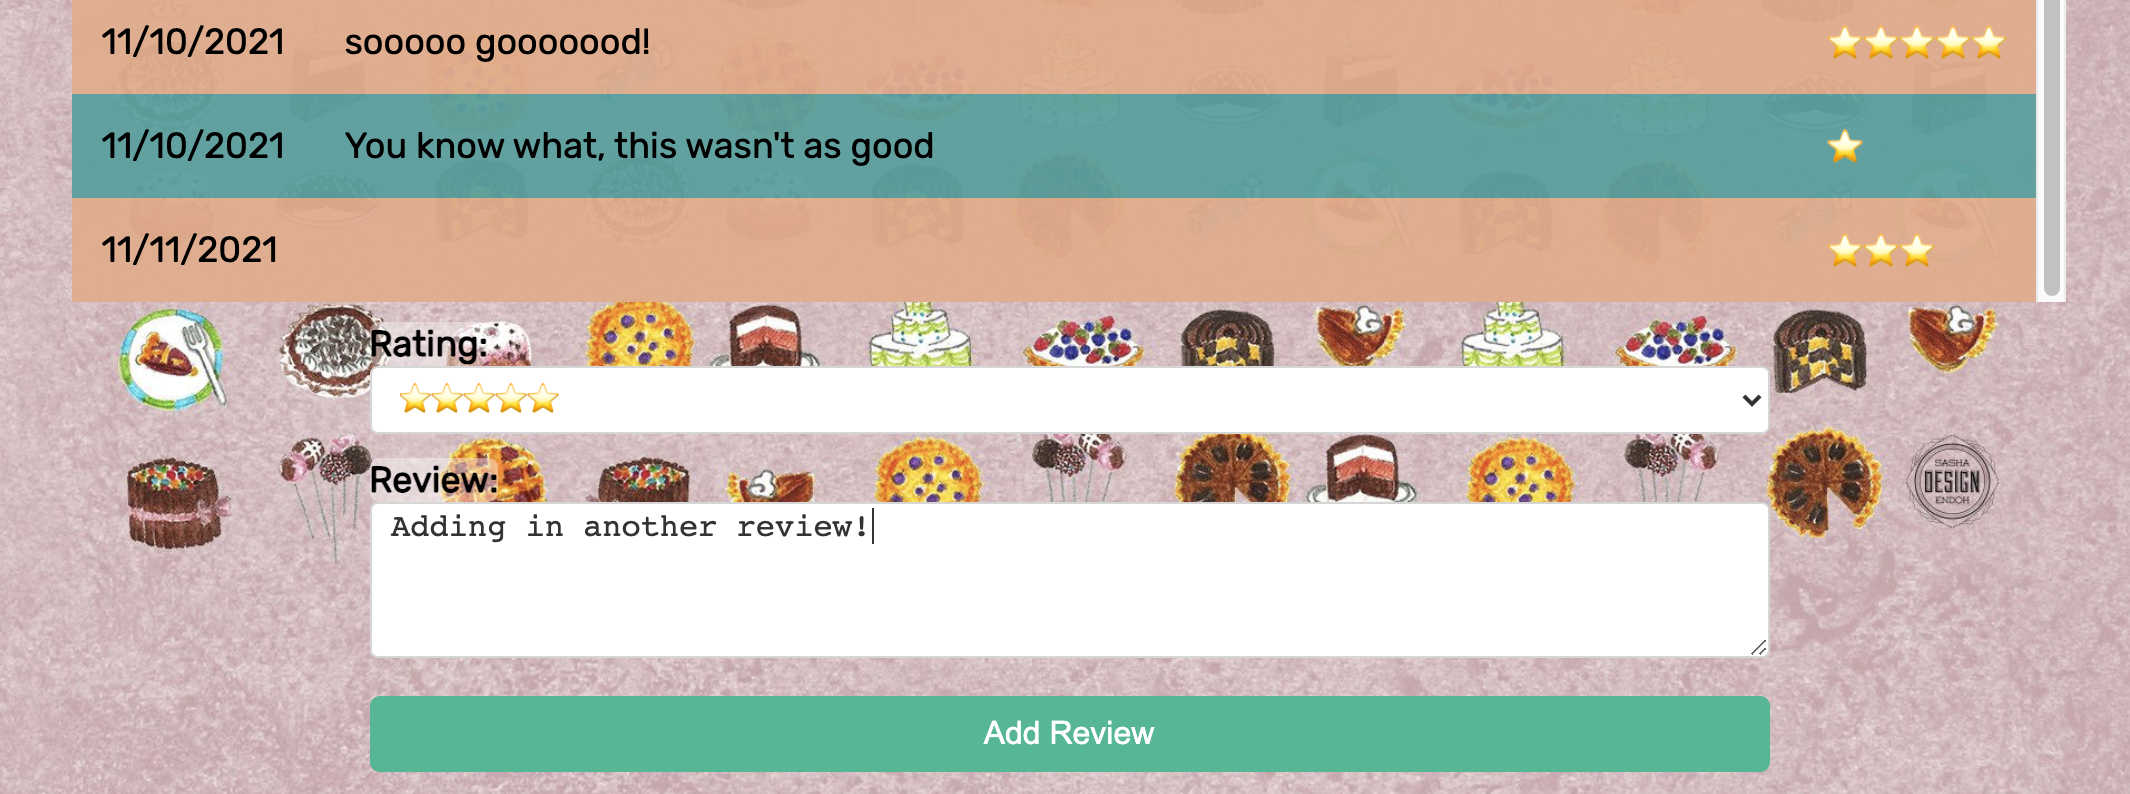 11/10/2021 sooooo gooooood!
⭐⭐⭐⭐⭐
11/10/2021 You know what, this wasn't as good
⭐
11/11/2021
⭐⭐⭐
Rating:
⭐⭐⭐⭐⭐
Review:
Adding in another review!
SASHA
DESIGN
ENDOH
Add Review